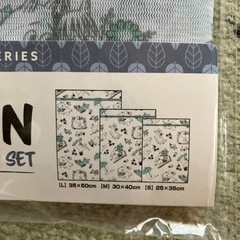 ERIES
N
SET
[L] 35×50cm [M] 30×40cm [S] 25×35cm